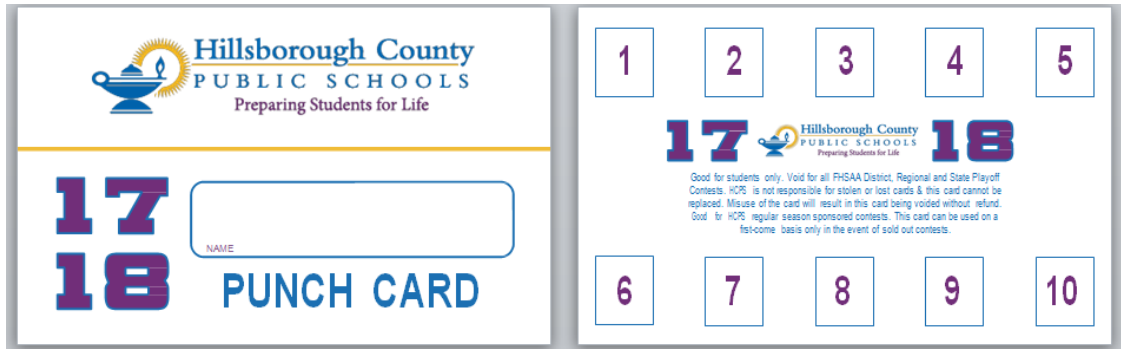 Hillsborough County
PUBLIC SCHOOLS
Preparing Students for Life
17
18
NAME
PUNCH CARD
1 2 3 4 5
17 Hillsborough County 18
PUBLIC SCHOOLS
Preparing Students for Life
Good for students only. Void for all FHSAA District, Regional and State Playoff
Contests. HCPS is not responsible for stolen or lost cards & this card cannot be
replaced. Misuse of the card will result in this card being voided without refund.
Good for HCPS regular season sponsored contests. This card can be used on a
first-come basis only in the event of sold out contests.
6 7 8 9 10